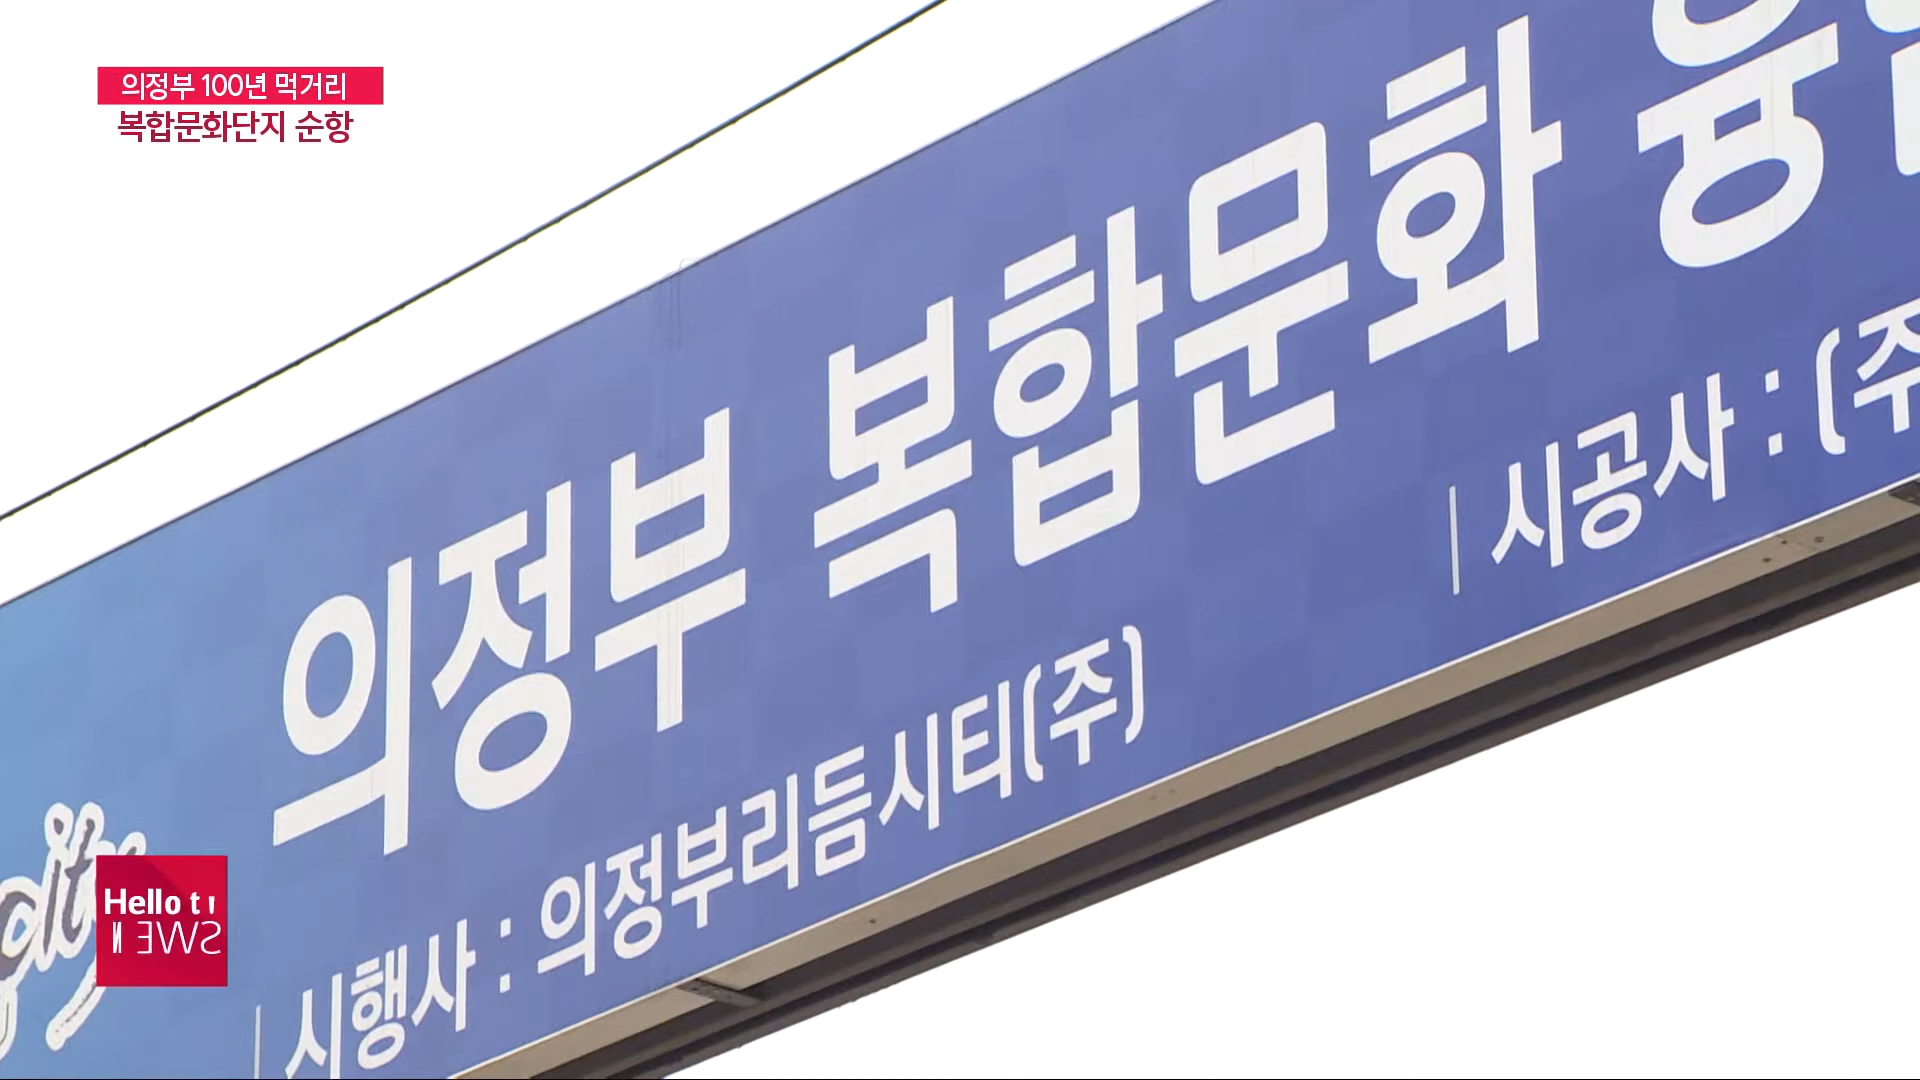 의정부 100년 먹거리
복합문화단지 순항
의정부 복합문화
시행사 : 의정부리듬시티(주)
시공사 : (주
Hello t!
NEWS